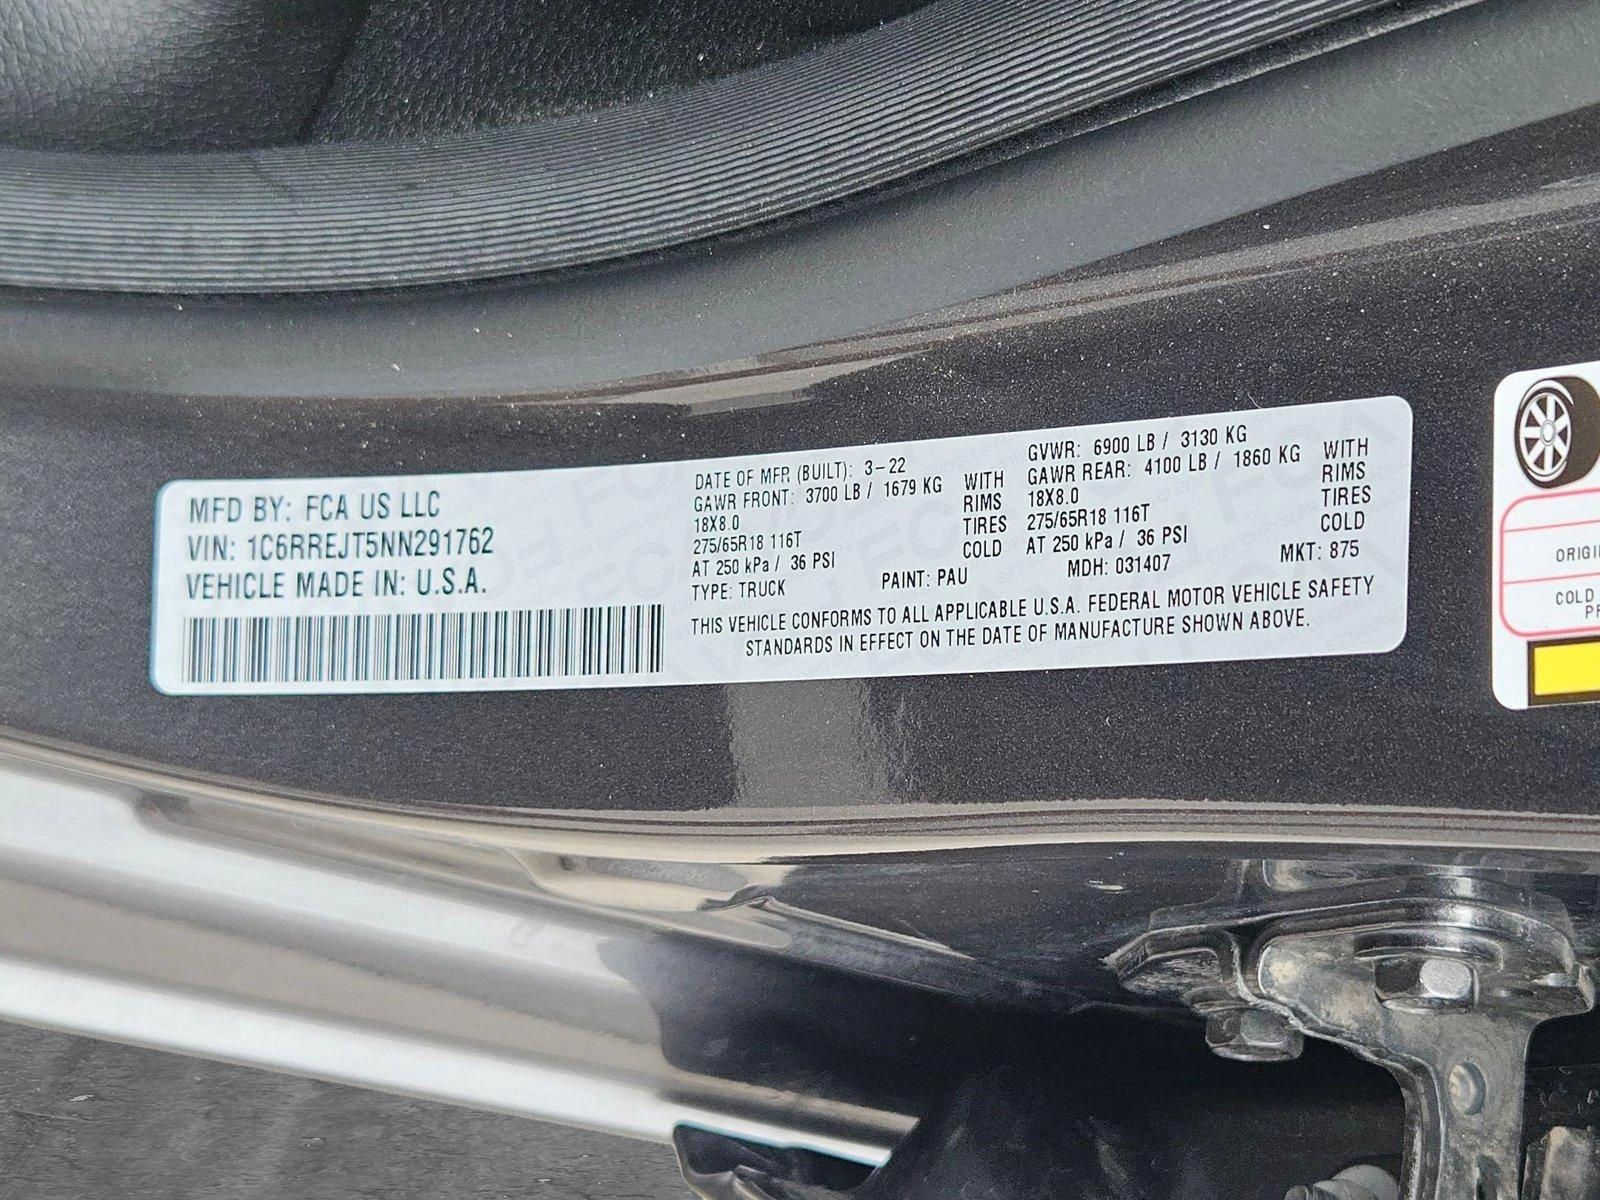 MFD BY: FCA US LLC
VIN: 1C6RREJT5NN291762
VEHICLE MADE IN: U.S.A.
DATE OF MFR (BUILT): 3-22
GAWR FRONT: 3700 LB / 1679 KG WITH
18X8.0 RIMS
275/65R18 116T TIRES
AT 250 kPa / 36 PSI COLD
GVWR: 6900 LB / 3130 KG
GAWR REAR: 4100 LB / 1860 KG WITH
18X8.0 RIMS
275/65R18 116T TIRES
AT 250 kPa / 36 PSI COLD
TYPE: TRUCK PAINT: PAU MDH: 031407 MKT: 875
THIS VEHICLE CONFORMS TO ALL APPLICABLE U.S.A. FEDERAL MOTOR VEHICLE SAFETY
STANDARDS IN EFFECT ON THE DATE OF MANUFACTURE SHOWN ABOVE.
COLD